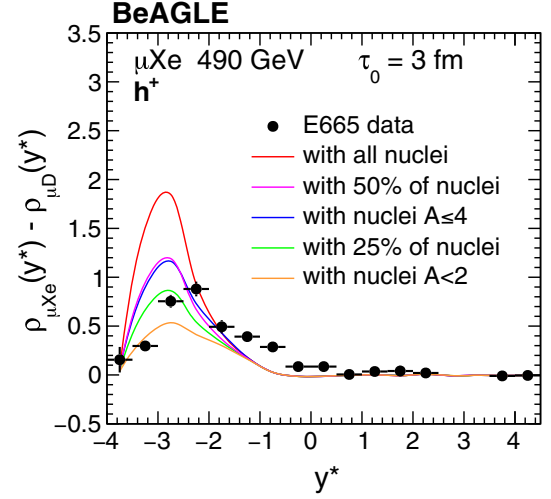 BeAGLE
μXe 490 GeV τ₀ = 3 fm
h⁺
E665 data
with all nuclei
with 50% of nuclei
with nuclei A≤4
with 25% of nuclei
with nuclei A<2
ρ_μXe(y*) - ρ_μD(y*)
3.5
3
2.5
2
1.5
1
0.5
0
−0.5
−4 −3 −2 −1 0 1 2 3 4
y*